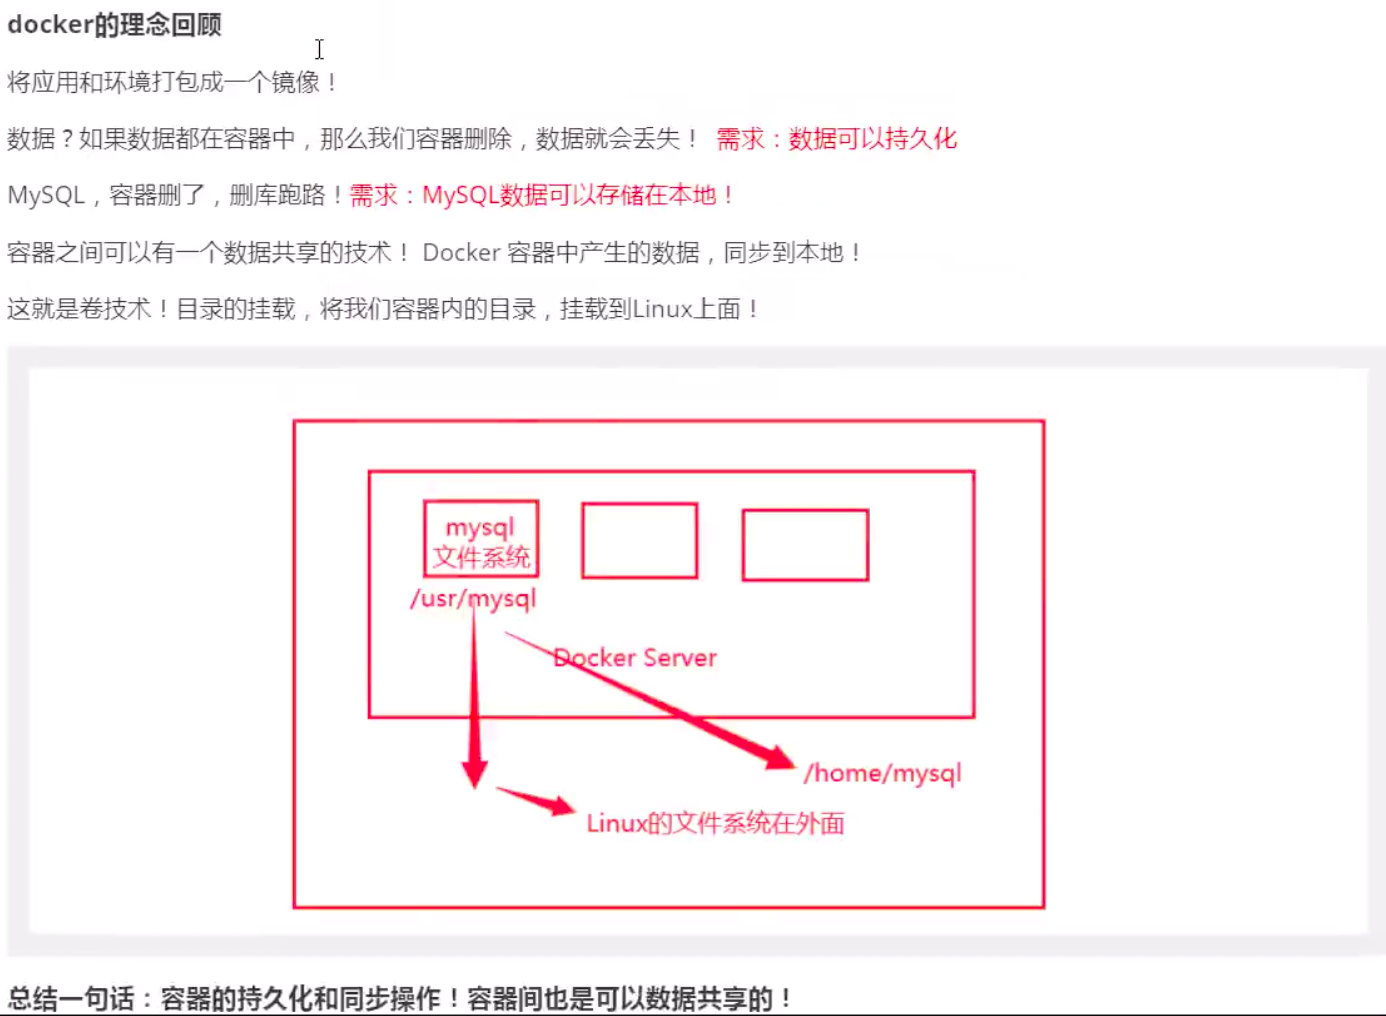 docker的理念回顾
将应用和环境打包成一个镜像！
数据？如果数据都在容器中，那么我们容器删除，数据就会丢失！ 需求：数据可以持久化
MySQL，容器删了，删库跑路！需求：MySQL数据可以存储在本地！
容器之间可以有一个数据共享的技术！ Docker 容器中产生的数据，同步到本地！
这就是卷技术！目录的挂载，将我们容器内的目录，挂载到Linux上面！
mysql
文件系统
/usr/mysql
Docker Server
/home/mysql
Linux的文件系统在外面
总结一句话：容器的持久化和同步操作！容器间也是可以数据共享的！